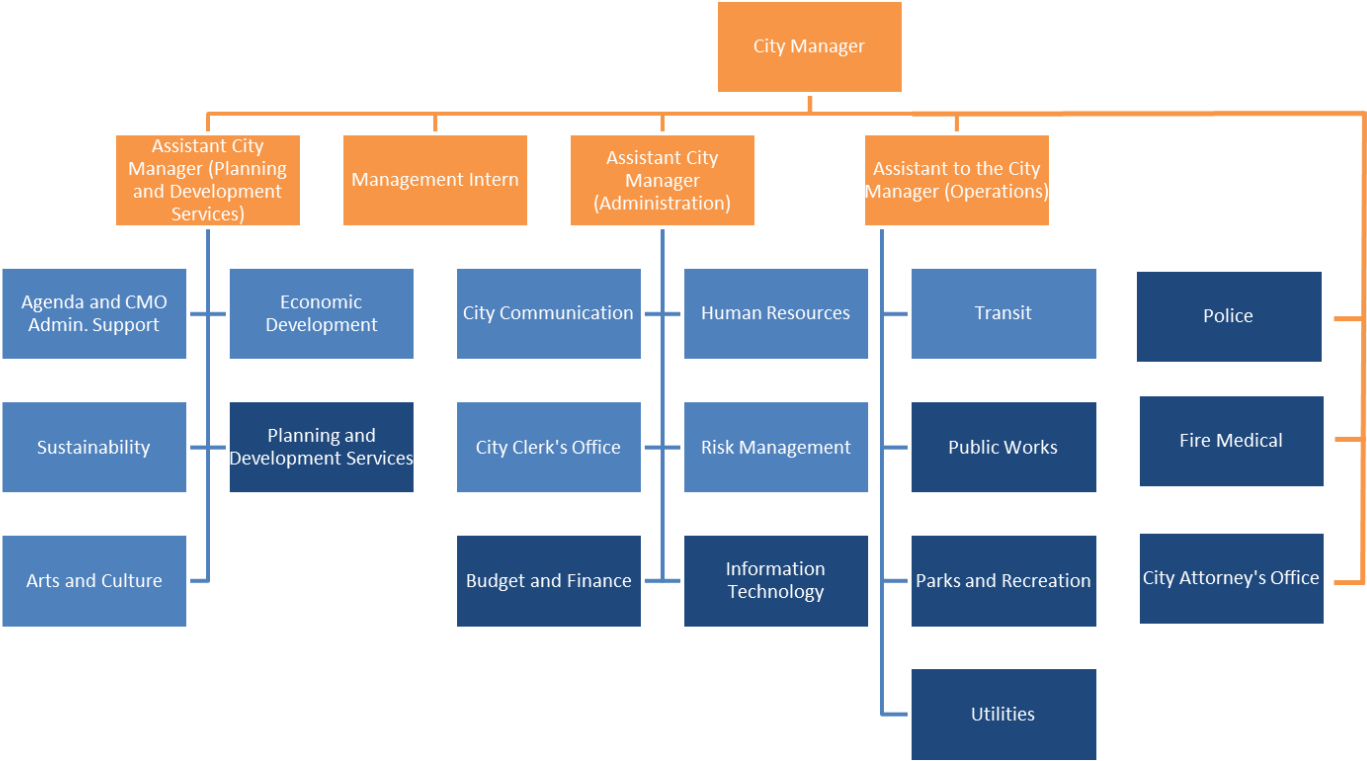 City Manager
Assistant City
Manager (Planning
and Development
Services)
Management Intern
Assistant City
Manager
(Administration)
Assistant to the City
Manager (Operations)
Agenda and CMO
Admin. Support
Economic
Development
City Communication
Human Resources
Transit
Police
Sustainability
Planning and
Development Services
City Clerk's Office
Risk Management
Public Works
Fire Medical
Arts and Culture
Budget and Finance
Information
Technology
Parks and Recreation
City Attorney's Office
Utilities